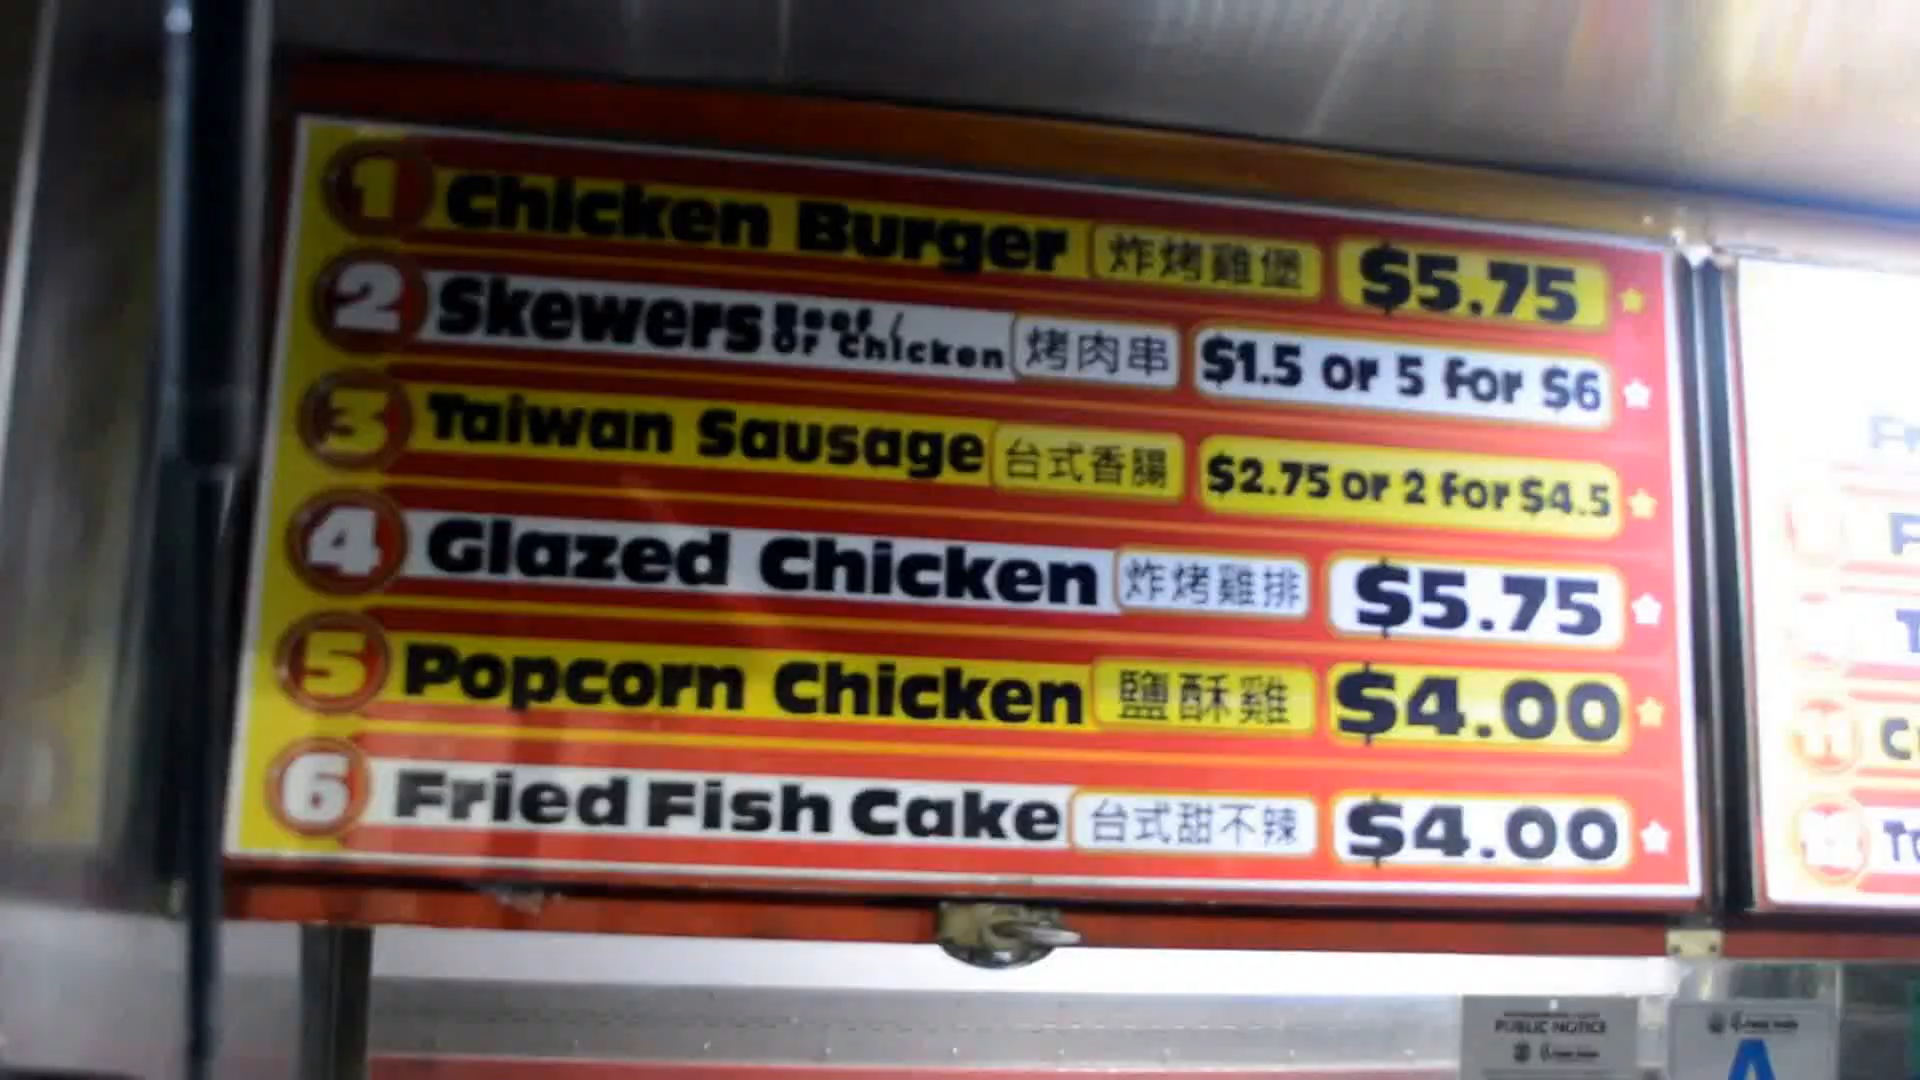 1 Chicken Burger 炸烤雞堡 $5.75
2 Skewers Beef / or Chicken 烤肉串 $1.5 or 5 for $6
3 Taiwan Sausage 台式香腸 $2.75 or 2 for $4.5
4 Glazed Chicken 炸烤雞排 $5.75
5 Popcorn Chicken 鹽酥雞 $4.00
6 Fried Fish Cake 台式甜不辣 $4.00
11
12
PUBLIC NOTICE
A